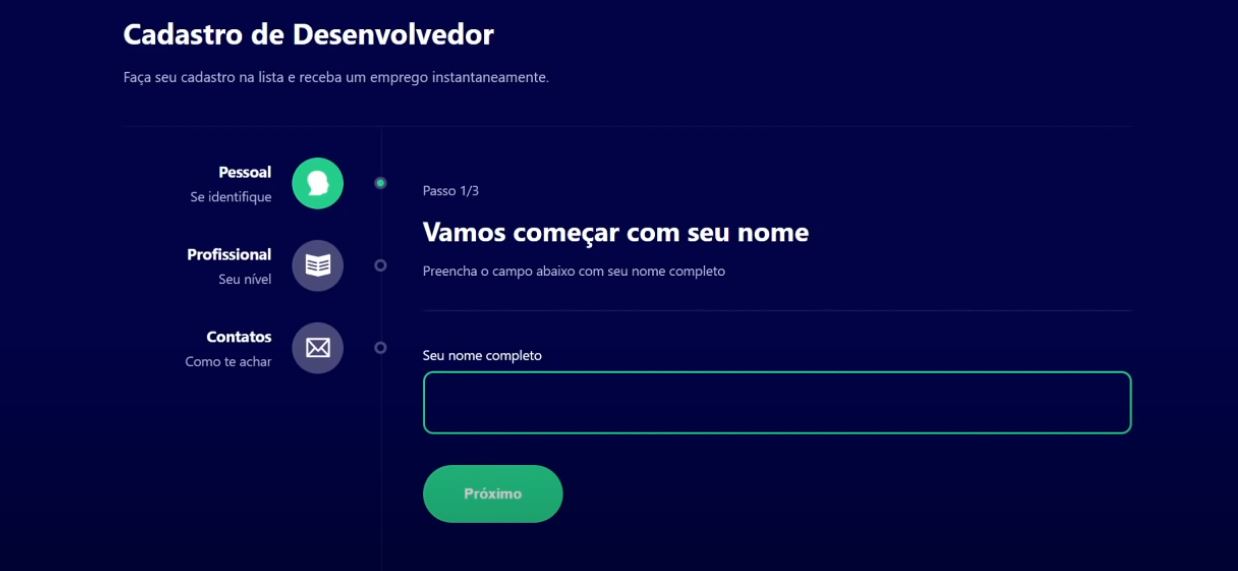 Cadastro de Desenvolvedor
Faça seu cadastro na lista e receba um emprego instantaneamente.
Pessoal
Se identifique
Profissional
Seu nível
Contatos
Como te achar
Passo 1/3
Vamos começar com seu nome
Preencha o campo abaixo com seu nome completo
Seu nome completo
Próximo